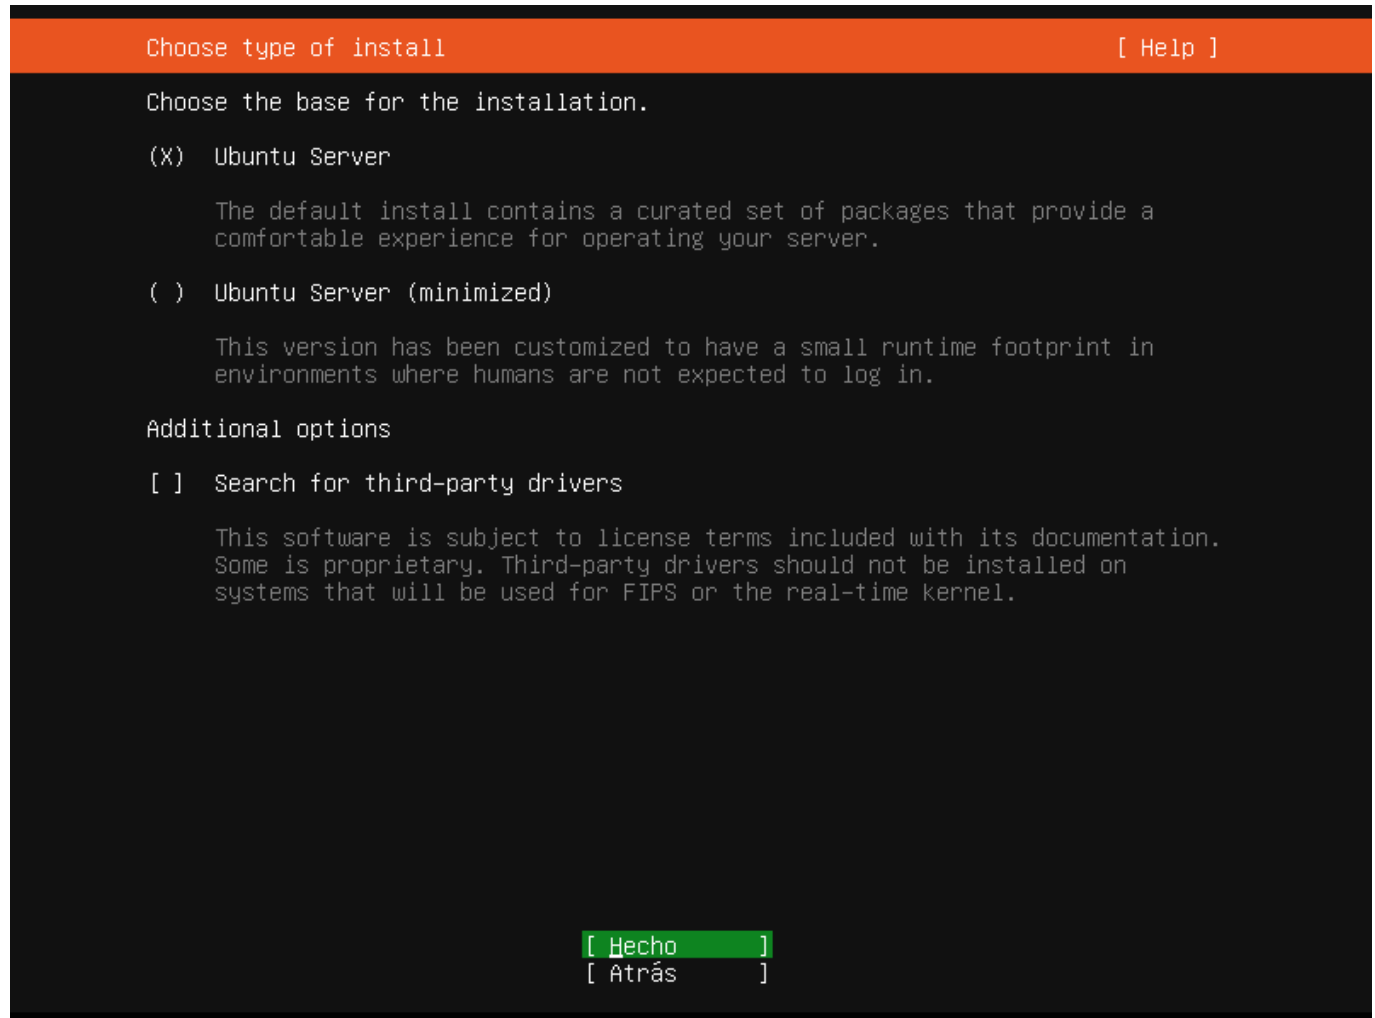 Choose type of install [ Help ]
Choose the base for the installation.
(X) Ubuntu Server
The default install contains a curated set of packages that provide a
comfortable experience for operating your server.
( ) Ubuntu Server (minimized)
This version has been customized to have a small runtime footprint in
environments where humans are not expected to log in.
Additional options
[ ] Search for third-party drivers
This software is subject to license terms included with its documentation.
Some is proprietary. Third-party drivers should not be installed on
systems that will be used for FIPS or the real-time kernel.
[ Hecho ]
[ Atrás ]